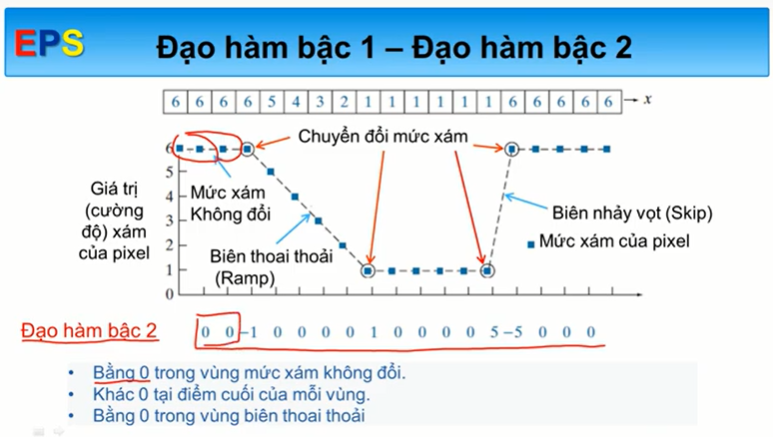 EPS
Đạo hàm bậc 1 – Đạo hàm bậc 2
6 6 6 6 5 4 3 2 1 1 1 1 1 1 6 6 6 6 6 x
Chuyển đổi mức xám
6
5
4
3
2
1
0
Giá trị
(cường
độ) xám
của pixel
Mức xám
Không đổi
Biên thoai thoải
(Ramp)
Biên nhảy vọt (Skip)
Mức xám của pixel
Đạo hàm bậc 2
0 0 –1 0 0 0 0 1 0 0 0 0 5 –5 0 0 0
• Bằng 0 trong vùng mức xám không đổi.
• Khác 0 tại điểm cuối của mỗi vùng.
• Bằng 0 trong vùng biên thoai thoải